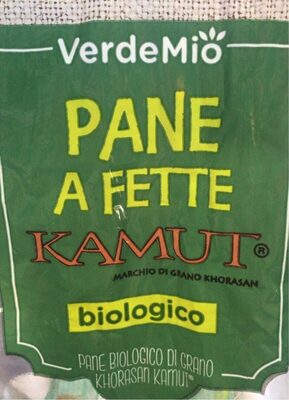 VerdeMio
PANE
A FETTE
KAMUT®
MARCHIO DI GRANO KHORASAN
biologico
PANE BIOLOGICO DI GRANO
KHORASAN KAMUT®